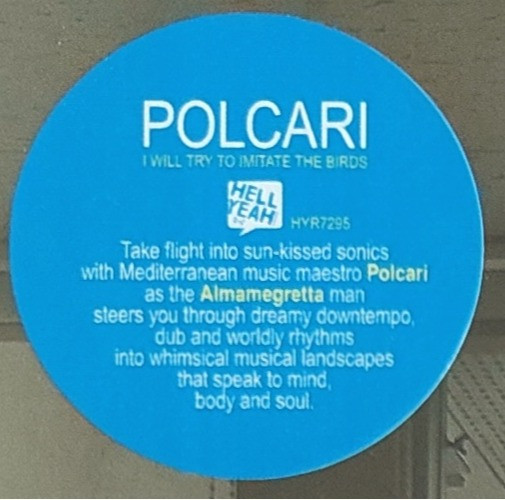 POLCARI
I WILL TRY TO IMITATE THE BIRDS
HELL
YEAH
HYR7295
Take flight into sun-kissed sonics
with Mediterranean music maestro Polcari
as the Almamegretta man
steers you through dreamy downtempo,
dub and worldly rhythms
into whimsical musical landscapes
that speak to mind,
body and soul.